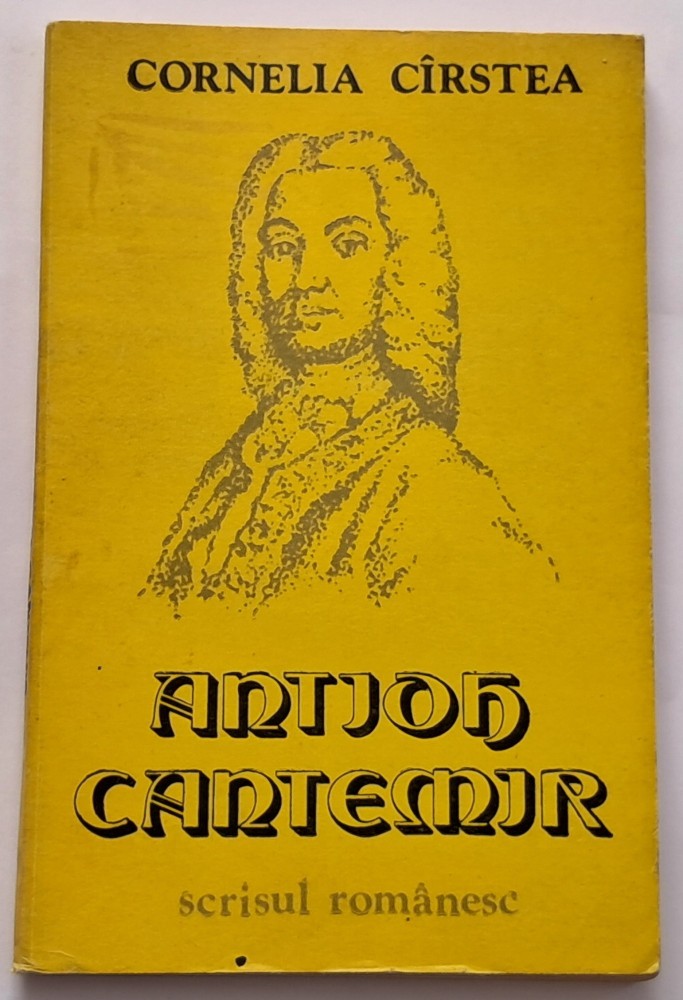 CORNELIA CÎRSTEA
ANTIOH
CANTEMIR
scrisul românesc